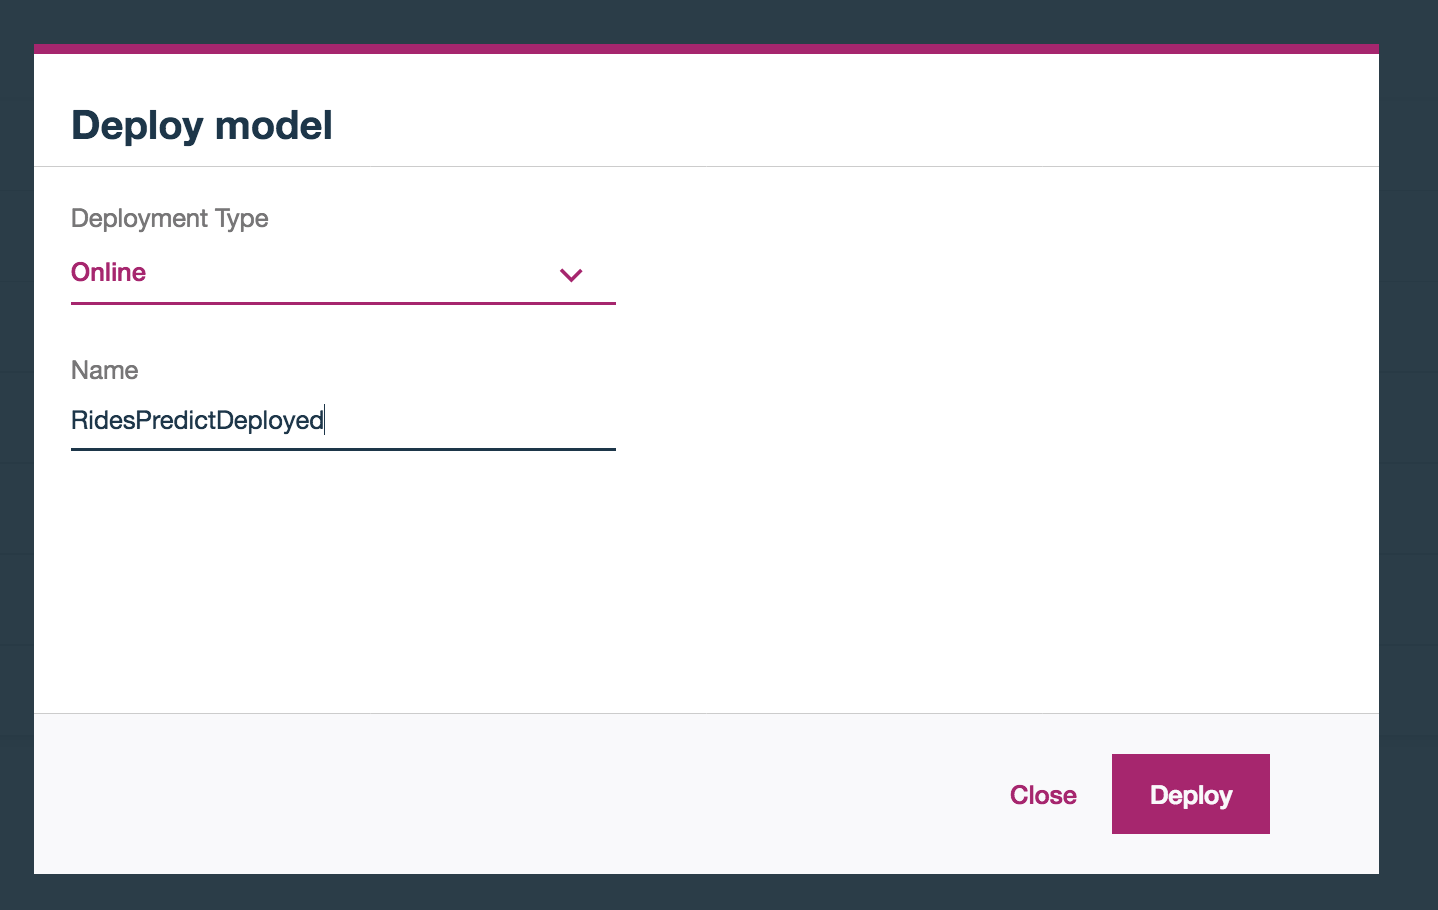 Deploy model
Deployment Type
Online
Name
RidesPredictDeployed
Close
Deploy